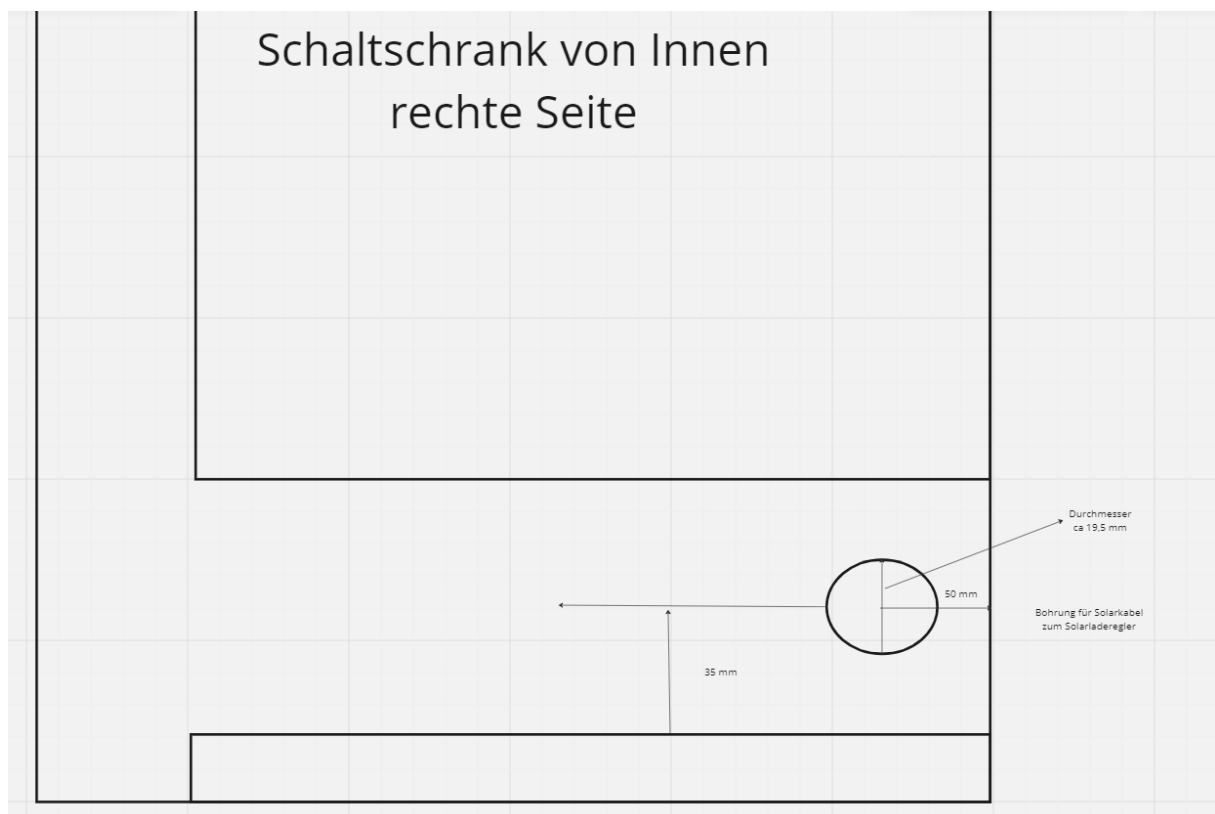 Schaltschrank von Innen
rechte Seite
Durchmesser
ca 19,5 mm
50 mm
Bohrung für Solarkabel
zum Solarladeregler
35 mm